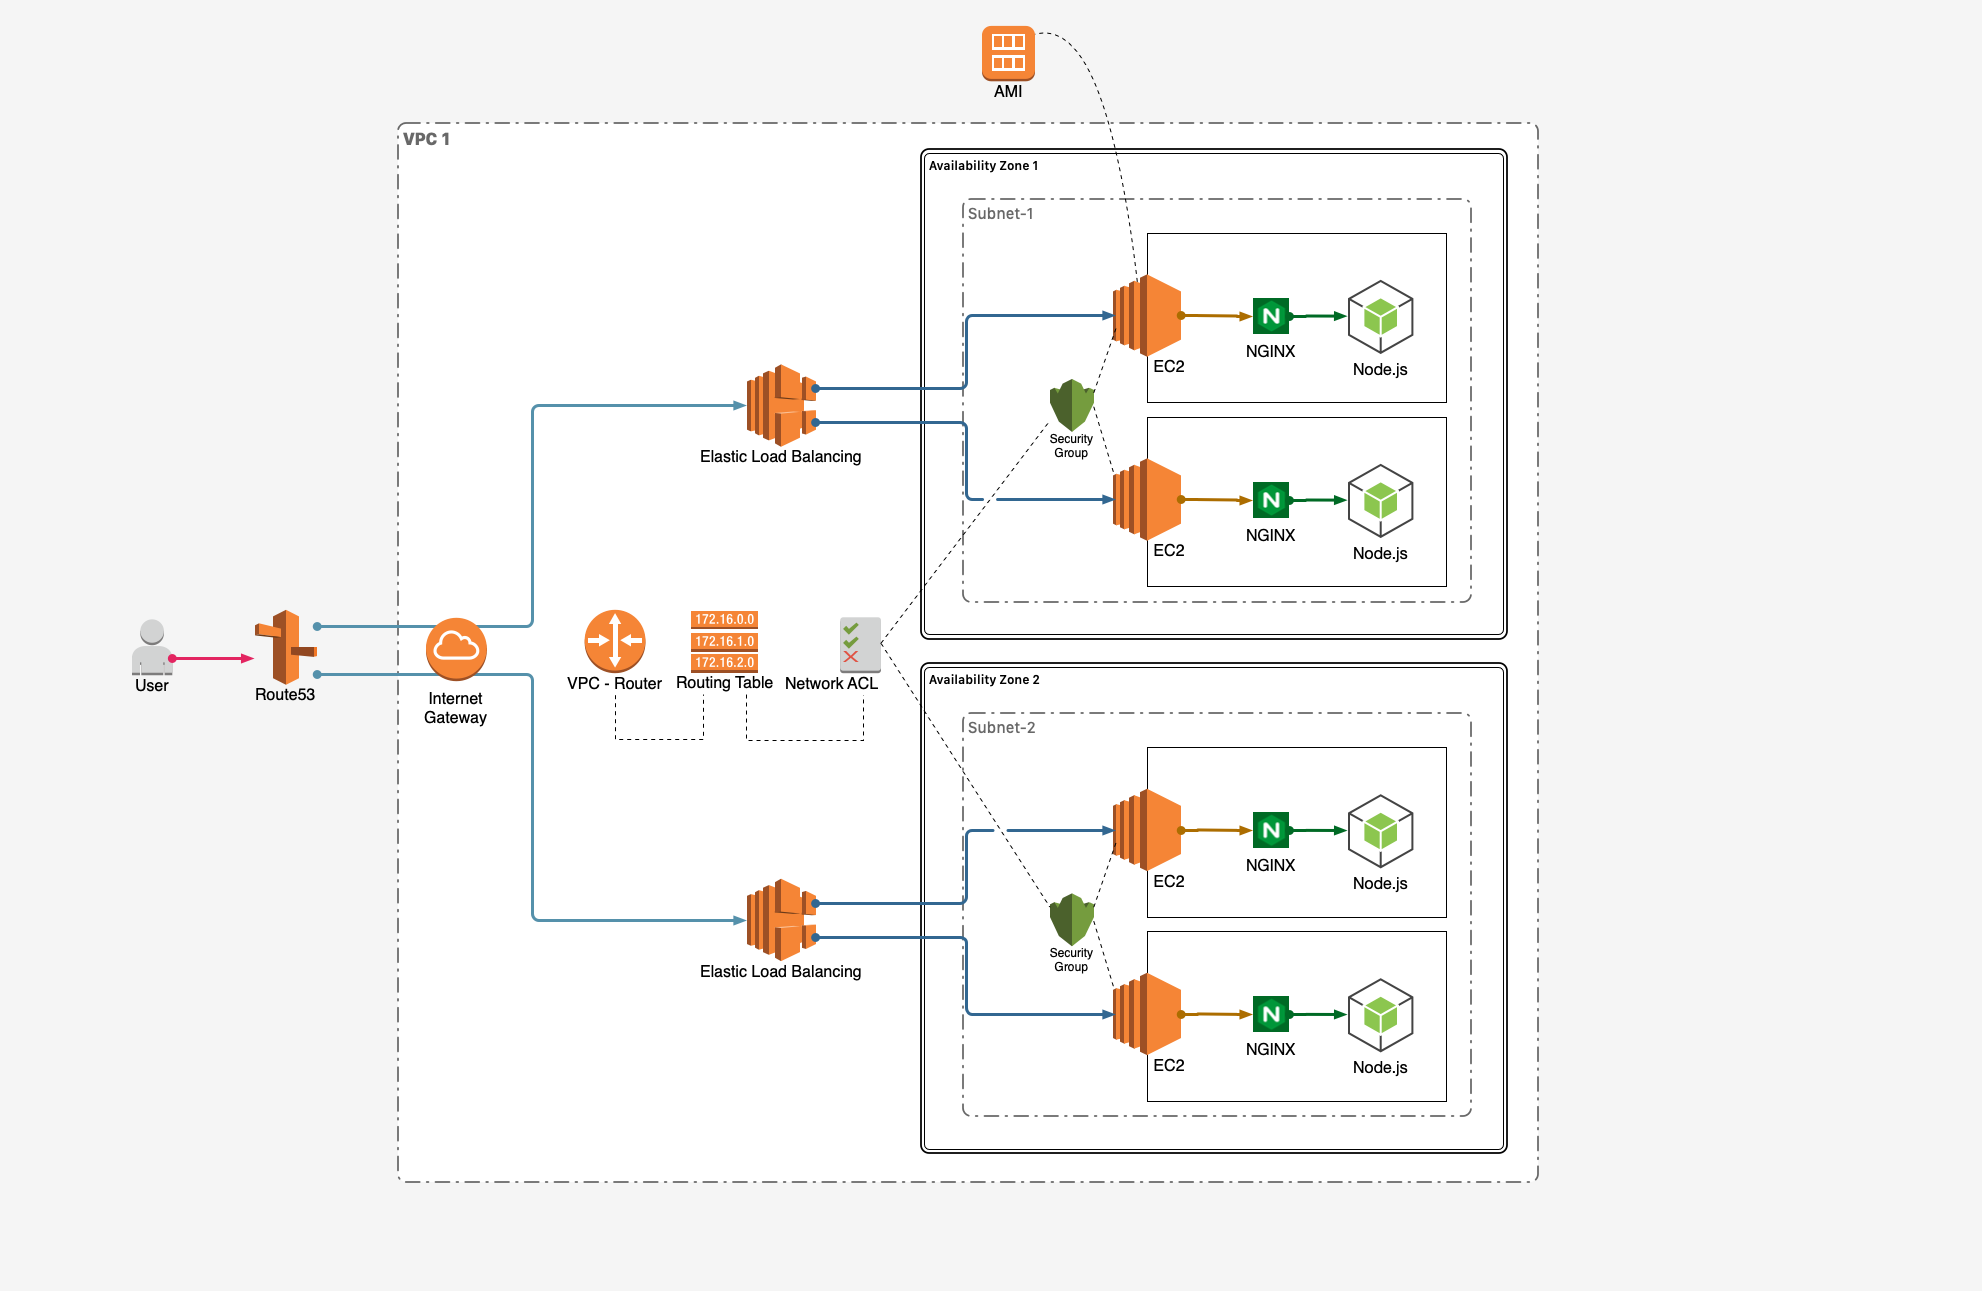 AMI
VPC 1
Availability Zone 1
Subnet-1
EC2
NGINX
Node.js
Elastic Load Balancing
Security
Group
EC2
NGINX
Node.js
User
Route53
Internet
Gateway
VPC - Router
172.16.0.0
172.16.1.0
172.16.2.0
Routing Table
Network ACL
Availability Zone 2
Subnet-2
EC2
NGINX
Node.js
Elastic Load Balancing
Security
Group
EC2
NGINX
Node.js